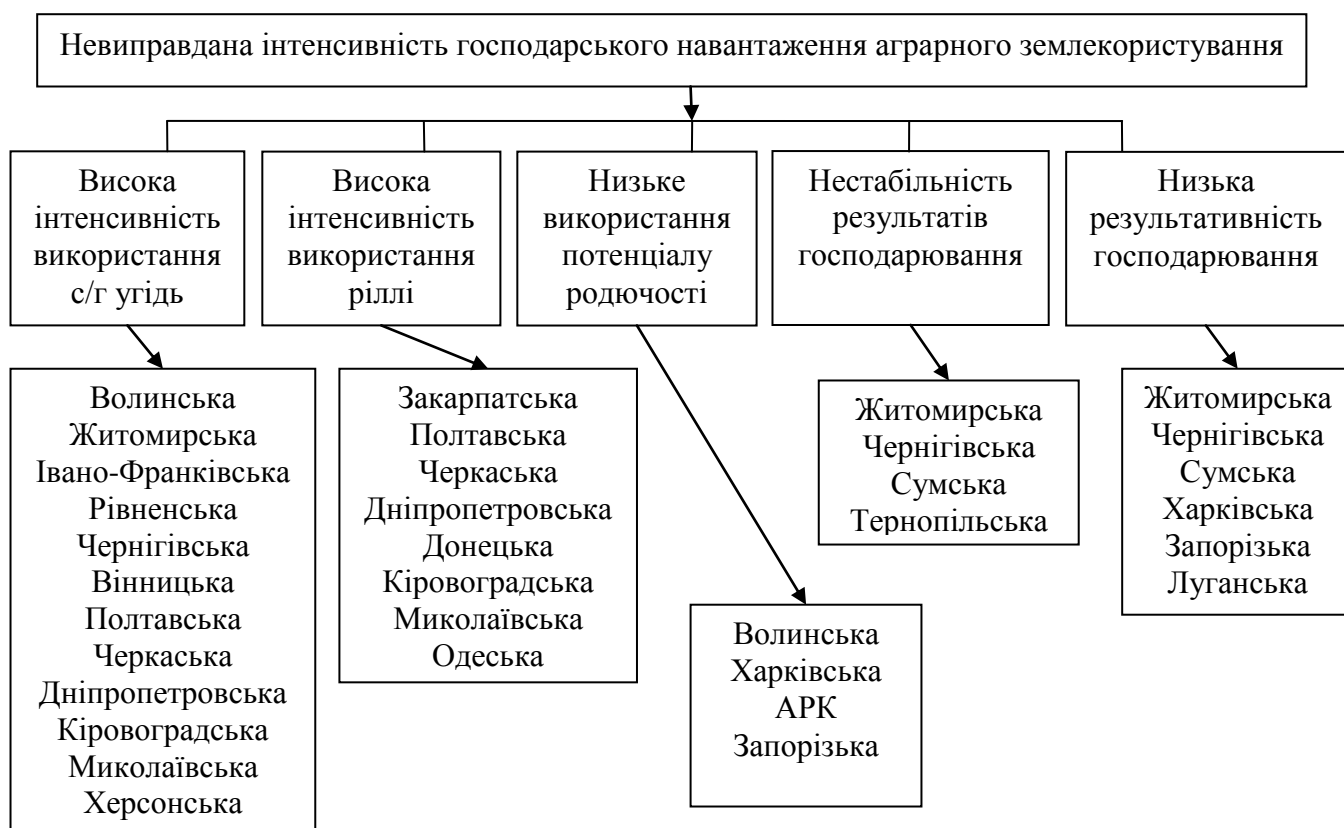 Невиправдана інтенсивність господарського навантаження аграрного землекористування
Висока
інтенсивність
використання
с/г угідь
Висока
інтенсивність
використання
ріллі
Низьке
використання
потенціалу
родючості
Нестабільність
результатів
господарювання
Низька
результативність
господарювання
Волинська
Житомирська
Івано-Франківська
Рівненська
Чернігівська
Вінницька
Полтавська
Черкаська
Дніпропетровська
Кіровоградська
Миколаївська
Херсонська
Закарпатська
Полтавська
Черкаська
Дніпропетровська
Донецька
Кіровоградська
Миколаївська
Одеська
Волинська
Харківська
АРК
Запорізька
Житомирська
Чернігівська
Сумська
Тернопільська
Житомирська
Чернігівська
Сумська
Харківська
Запорізька
Луганська